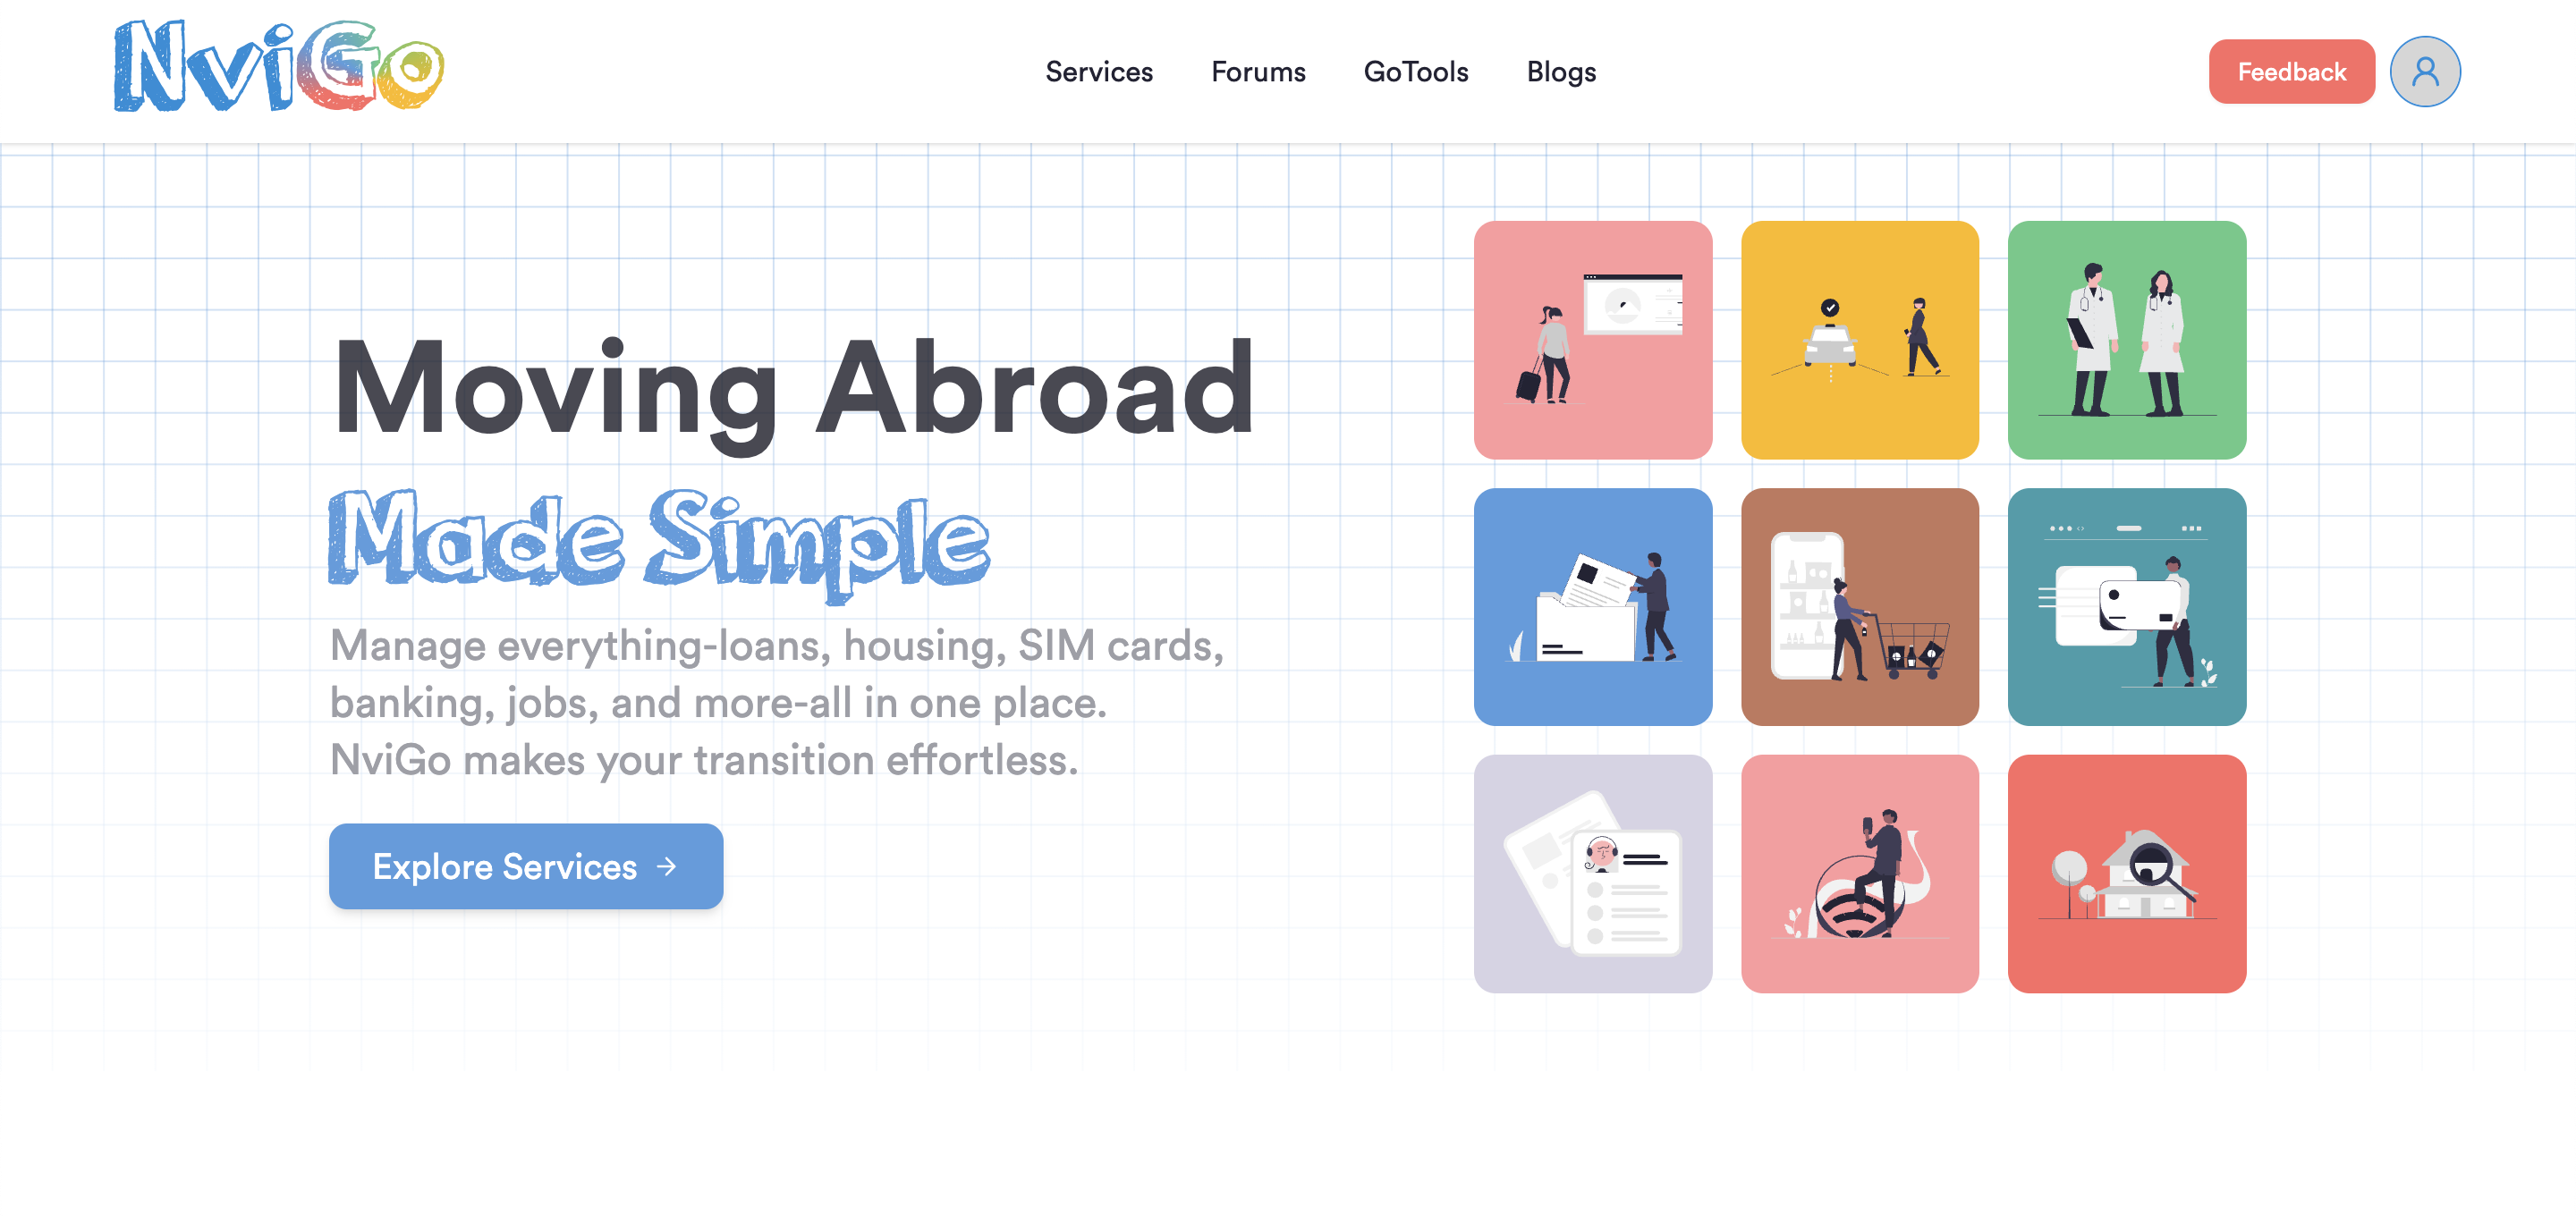 NviGo
Services
Forums
GoTools
Blogs
Feedback
Moving Abroad
Made Simple
Manage everything-loans, housing, SIM cards,
banking, jobs, and more-all in one place.
NviGo makes your transition effortless.
Explore Services →